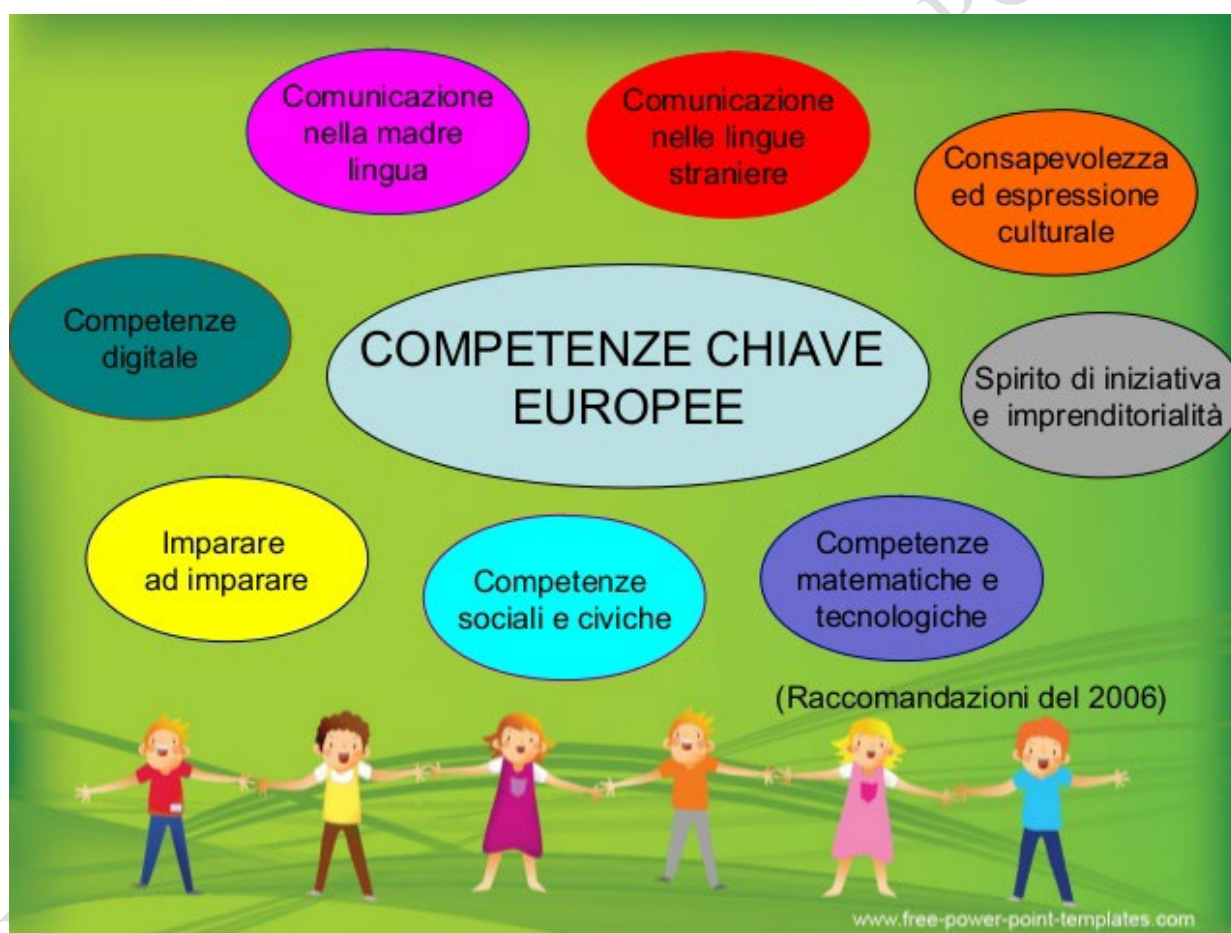 Comunicazione
nella madre
lingua
Comunicazione
nelle lingue
straniere
Consapevolezza
ed espressione
culturale
Competenze
digitale
COMPETENZE CHIAVE
EUROPEE
Spirito di iniziativa
e imprenditorialità
Imparare
ad imparare
Competenze
sociali e civiche
Competenze
matematiche e
tecnologiche
(Raccomandazioni del 2006)
www.free-power-point-templates.com